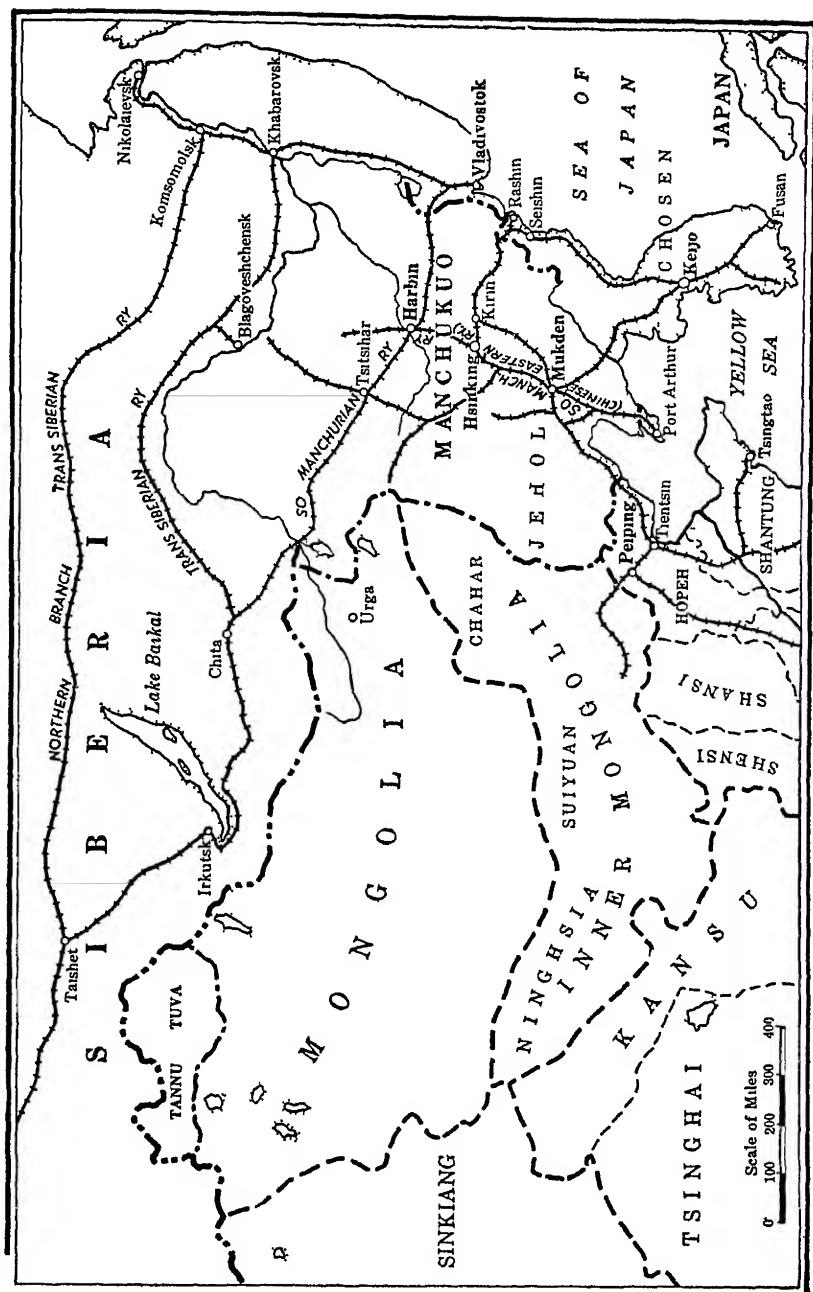 Nikolaievsk
Komsomolsk
Khabarovsk
NORTHERN BRANCH TRANS SIBERIAN RY
Taishet
SIBERIA
Lake Baikal
Irkutsk
Chita
TRANS SIBERIAN RY
Blagoveshchensk
TANNU TUVA
MONGOLIA
Urga
SO MANCHURIAN RY
Tsitsihar
Harbin
MANCHUKUO
Vladivostok
Rashin
Seishin
SEA OF JAPAN
JAPAN
CHOSEN
Keijo
Fusan
Kirin
Hsinking
SO MANCH. RY
(CHINESE EASTERN RY)
Mukden
Port Arthur
YELLOW SEA
JEHOL
CHAHAR
SUIYUAN
NINGHSIA
INNER MONGOLIA
Peiping
Tientsin
HOPEH
Tsingtao
SHANTUNG
SHANSI
SHENSI
KANSU
SINKIANG
TSINGHAI
Scale of Miles
0 100 200 300 400